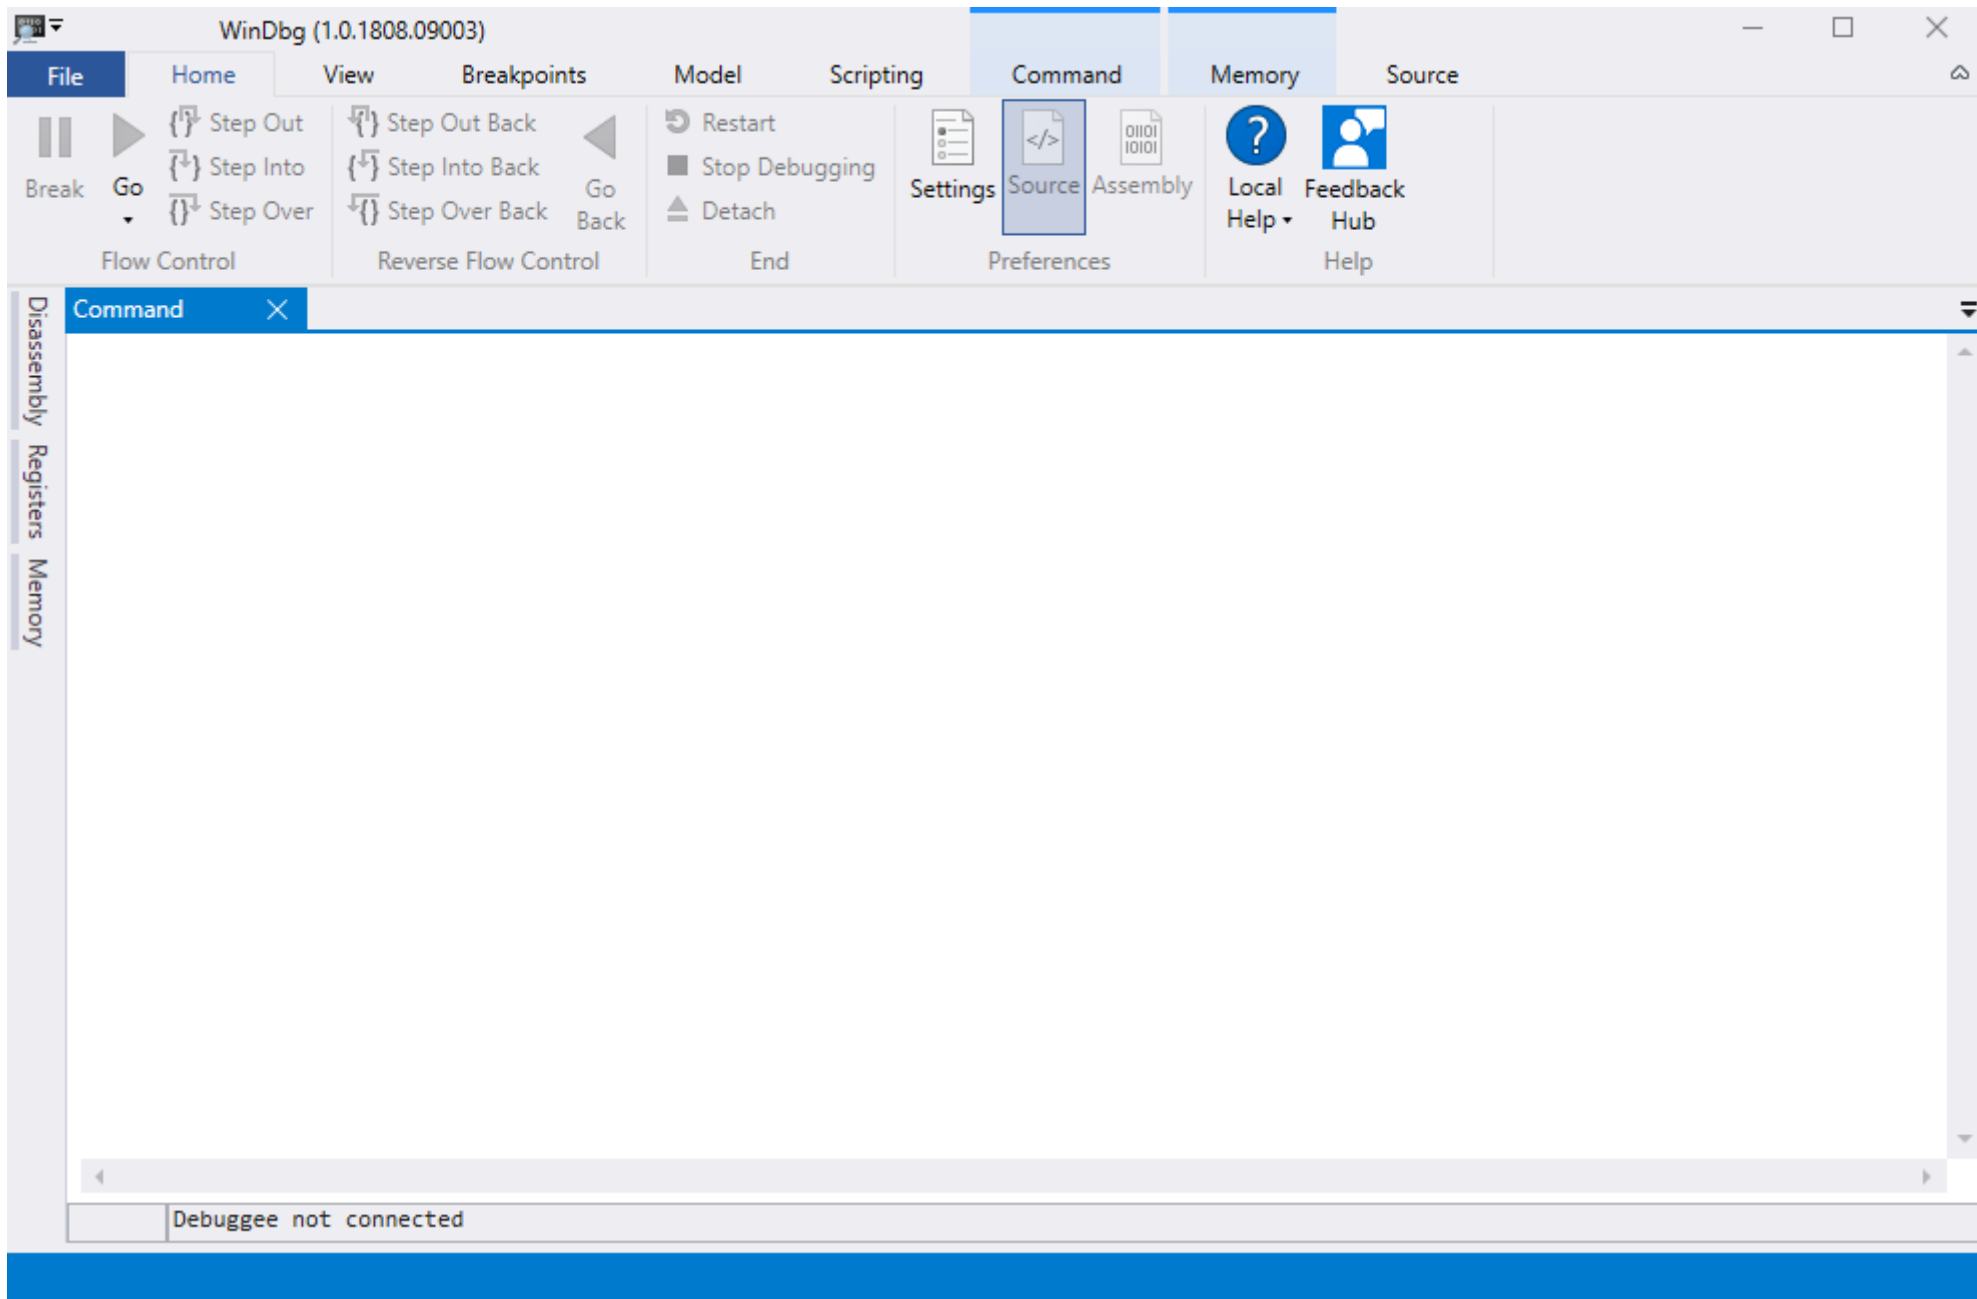 WinDbg (1.0.1808.09003)
File Home View Breakpoints Model Scripting Command Memory Source
Break
Go
Step Out
Step Into
Step Over
Flow Control
Step Out Back
Step Into Back
Step Over Back
Go
Back
Reverse Flow Control
Restart
Stop Debugging
Detach
End
Settings
Source
Assembly
Preferences
Local
Help
Feedback
Hub
Help
Disassembly
Registers
Memory
Command
Debuggee not connected